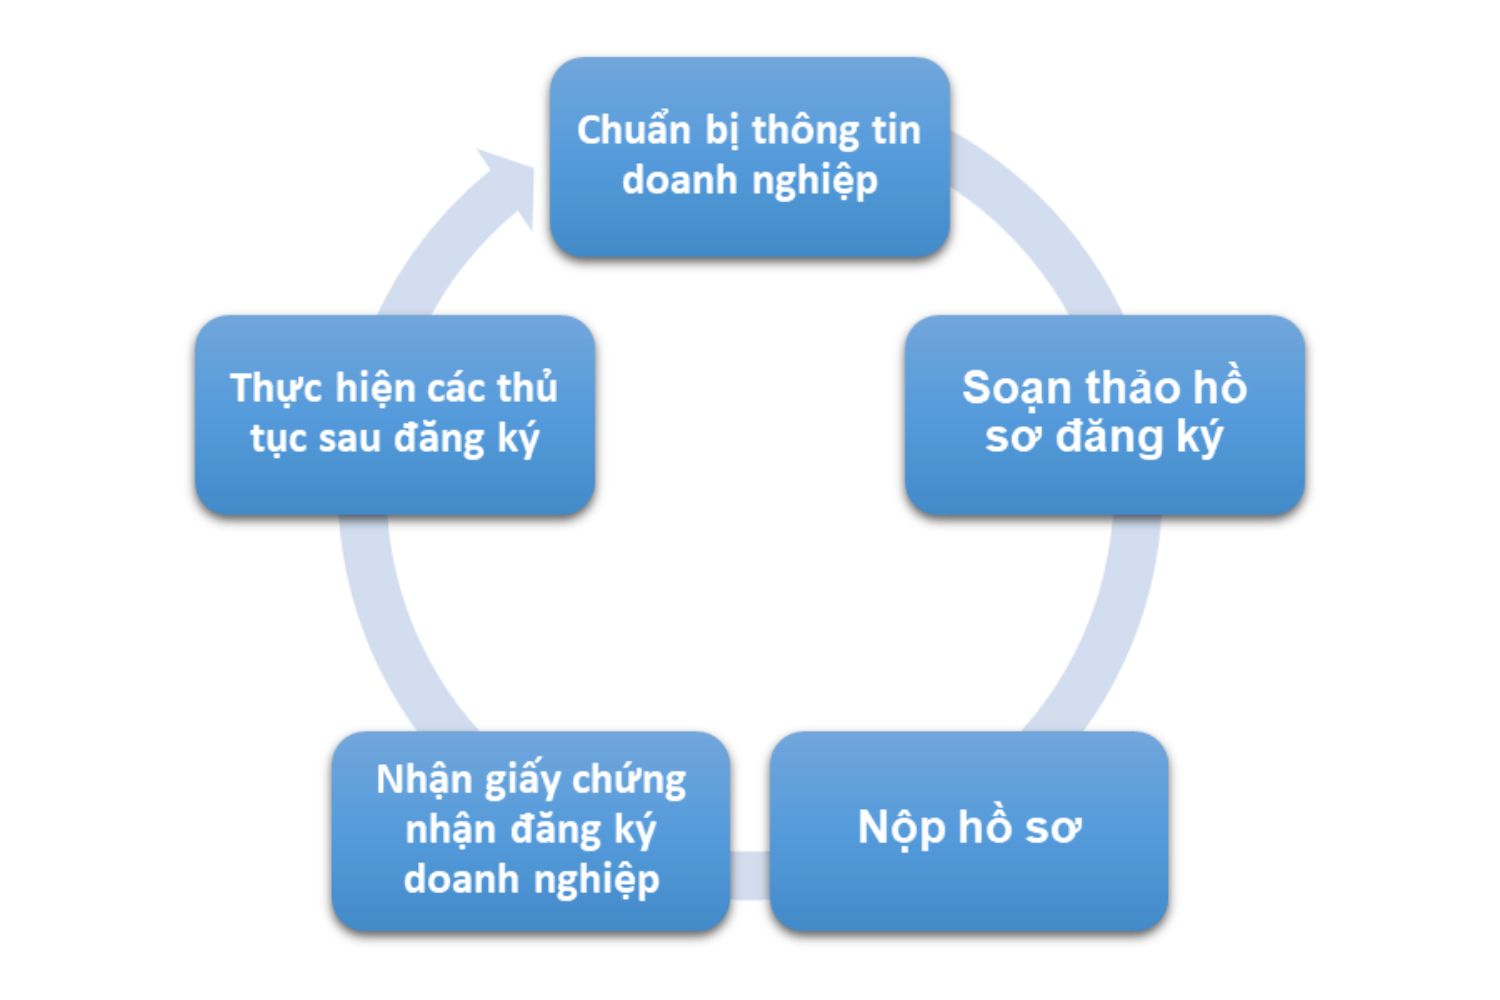 Chuẩn bị thông tin
doanh nghiệp
Soạn thảo hồ
sơ đăng ký
Nộp hồ sơ
Nhận giấy chứng
nhận đăng ký
doanh nghiệp
Thực hiện các thủ
tục sau đăng ký